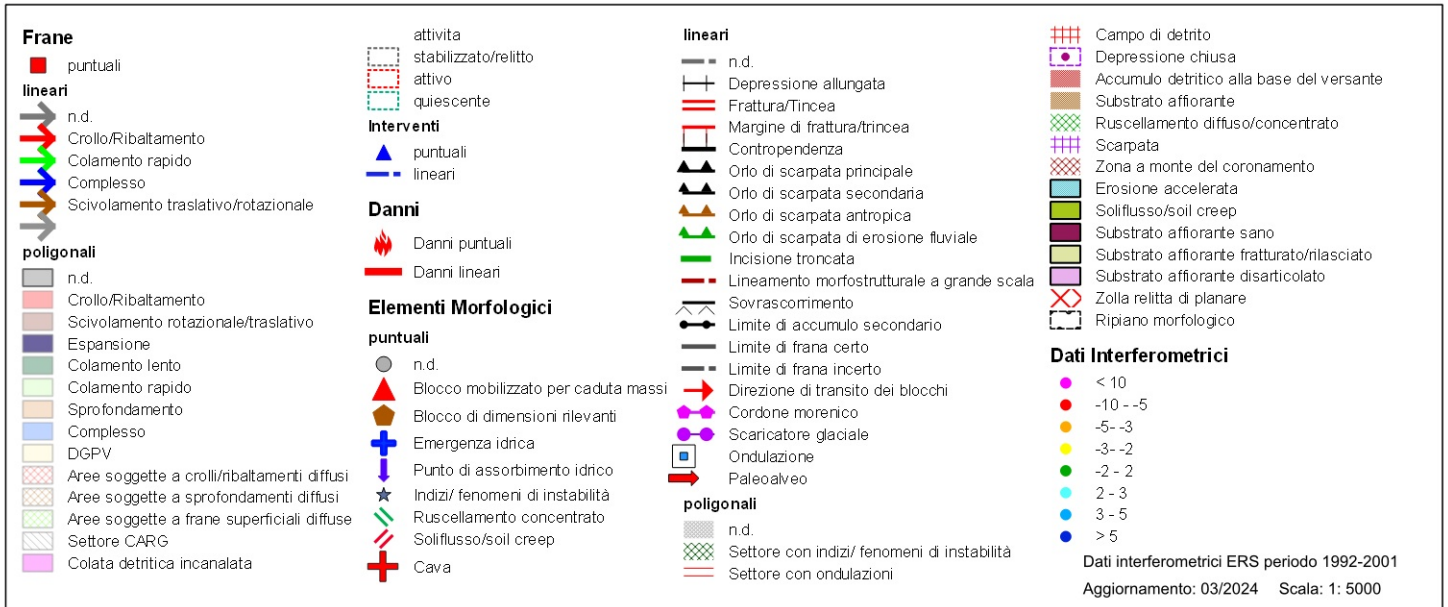 Frane
puntuali
lineari
n.d.
Crollo/Ribaltamento
Colamento rapido
Complesso
Scivolamento traslativo/rotazionale
poligonali
n.d.
Crollo/Ribaltamento
Scivolamento rotazionale/traslativo
Espansione
Colamento lento
Colamento rapido
Sprofondamento
Complesso
DGPV
Aree soggette a crolli/ribaltamenti diffusi
Aree soggette a sprofondamenti diffusi
Aree soggette a frane superficiali diffuse
Settore CARG
Colata detritica incanalata
attivita
stabilizzato/relitto
attivo
quiescente
Interventi
puntuali
lineari
Danni
Danni puntuali
Danni lineari
Elementi Morfologici
puntuali
n.d.
Blocco mobilizzato per caduta massi
Blocco di dimensioni rilevanti
Emergenza idrica
Punto di assorbimento idrico
Indizi/ fenomeni di instabilità
Ruscellamento concentrato
Soliflusso/soil creep
Cava
lineari
n.d.
Depressione allungata
Frattura/Tincea
Margine di frattura/trincea
Contropendenza
Orlo di scarpata principale
Orlo di scarpata secondaria
Orlo di scarpata antropica
Orlo di scarpata di erosione fluviale
Incisione troncata
Lineamento morfostrutturale a grande scala
Sovrascorrimento
Limite di accumulo secondario
Limite di frana certo
Limite di frana incerto
Direzione di transito dei blocchi
Cordone morenico
Scaricatore glaciale
Ondulazione
Paleoalveo
poligonali
n.d.
Settore con indizi/ fenomeni di instabilità
Settore con ondulazioni
Campo di detrito
Depressione chiusa
Accumulo detritico alla base del versante
Substrato affiorante
Ruscellamento diffuso/concentrato
Scarpata
Zona a monte del coronamento
Erosione accelerata
Soliflusso/soil creep
Substrato affiorante sano
Substrato affiorante fratturato/rilasciato
Substrato affiorante disarticolato
Zolla relitta di planare
Ripiano morfologico
Dati Interferometrici
< 10
-10 - -5
-5- -3
-3- -2
-2 - 2
2 - 3
3 - 5
> 5
Dati interferometrici ERS periodo 1992-2001
Aggiornamento: 03/2024 Scala: 1: 5000